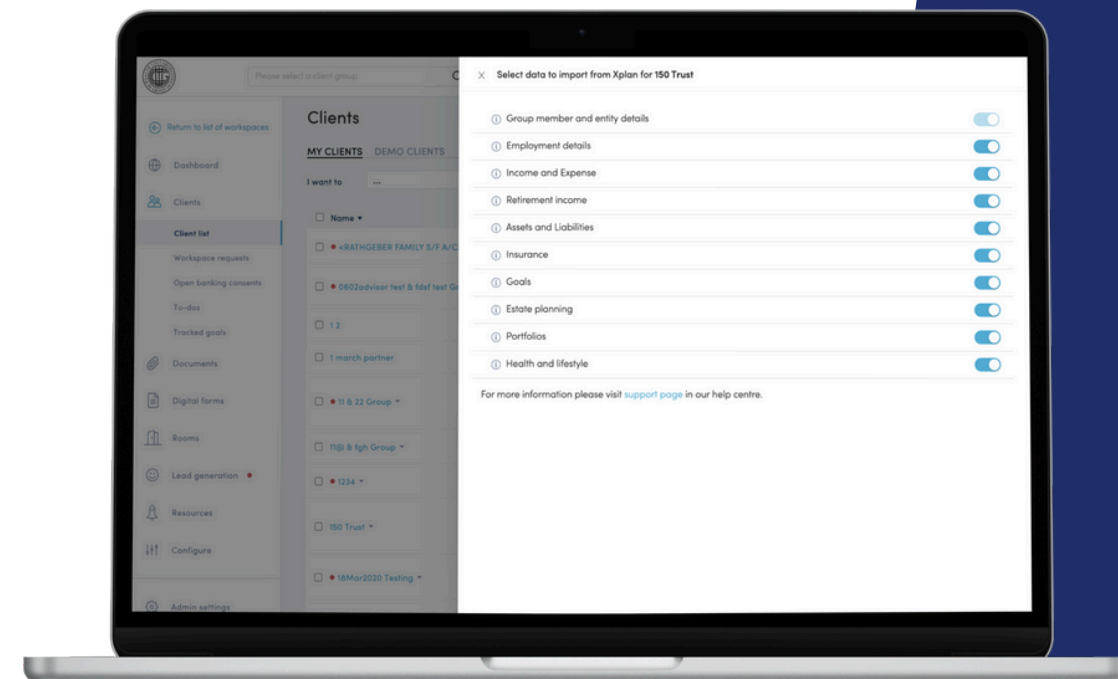 Please select a client group
Select data to import from Xplan for 150 Trust
Return to list of workspaces
Dashboard
Clients
Client list
Workspace requests
Open banking consents
To-dos
Tracked goals
Documents
Digital forms
Rooms
Lead generation
Resources
Configure
Admin settings
Clients
MY CLIENTS DEMO CLIENTS
I want to ...
Name
<RATHGEBER FAMILY S/F A/C
0602advisor test & fdsf test Gr
1 2
1 march partner
11 & 22 Group
& fgh Group
1234
150 Trust
18Mar2020 Testing
Group member and entity details
Employment details
Income and Expense
Retirement income
Assets and Liabilities
Insurance
Goals
Estate planning
Portfolios
Health and lifestyle
For more information please visit support page in our help centre.